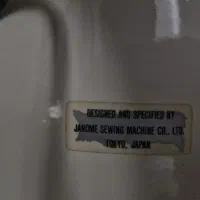 DESIGNED AND SPECIFIED BY
JANOME SEWING MACHINE CO., LTD.
TOKYO, JAPAN